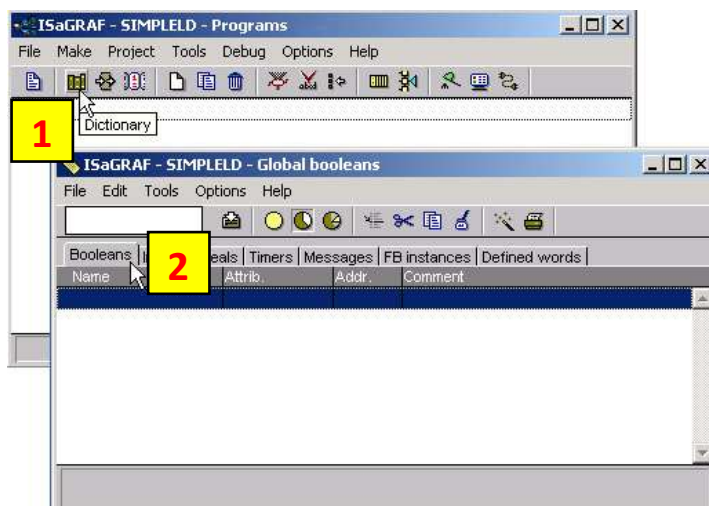 ISaGRAF - SIMPLELD - Programs
File Make Project Tools Debug Options Help
Dictionary
1
ISaGRAF - SIMPLELD - Global booleans
File Edit Tools Options Help
Booleans Timers Messages FB instances Defined words
2
Name Attrib. Addr. Comment